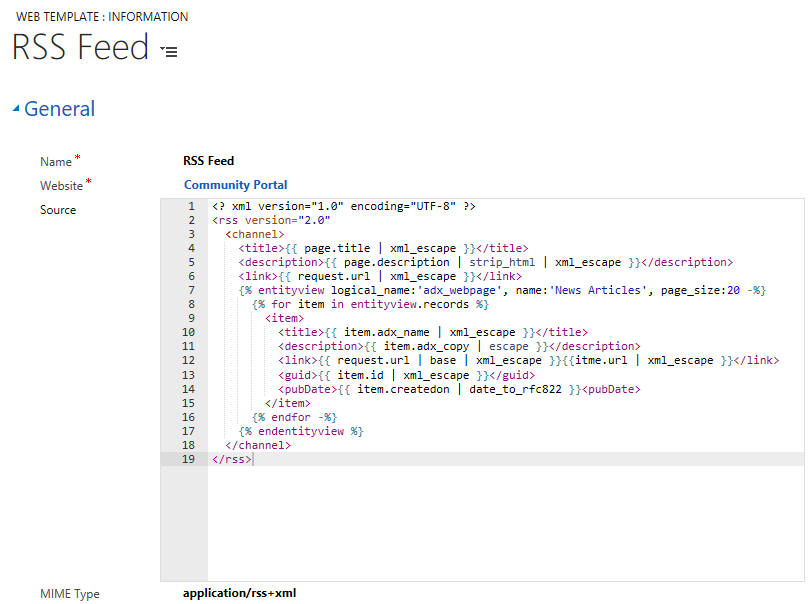 WEB TEMPLATE : INFORMATION
RSS Feed
General
Name*
RSS Feed
Website*
Community Portal
Source
1 <? xml version="1.0" encoding="UTF-8" ?>
2 <rss version="2.0"
3 <channel>
4 <title>{{ page.title | xml_escape }}</title>
5 <description>{{ page.description | strip_html | xml_escape }}</description>
6 <link>{{ request.url | xml_escape }}</link>
7 {% entityview logical_name:'adx_webpage', name:'News Articles', page_size:20 -%}
8 {% for item in entityview.records %}
9 <item>
10 <title>{{ item.adx_name | xml_escape }}</title>
11 <description>{{ item.adx_copy | escape }}</description>
12 <link>{{ request.url | base | xml_escape }}{{itme.url | xml_escape }}</link>
13 <guid>{{ item.id | xml_escape }}</guid>
14 <pubDate>{{ item.createdon | date_to_rfc822 }}<pubDate>
15 </item>
16 {% endfor -%}
17 {% endentityview %}
18 </channel>
19 </rss>
MIME Type
application/rss+xml